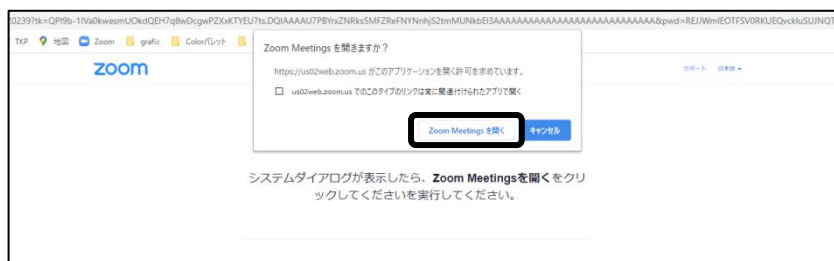 20239?tk=QPI9b-1IVa0kwesmUOkdQEH7q8wDcgwPZXxKTYEU7ts.DQIAAAAU7PBYrxZNRks5MFZReFNYNnhjS2tmMUNkbEl3AAAAAAAAAAAAAAAAAAAAAAAAAAAA&pwd=REJJWmlEOTFSV0RKUEQvckluSUJNQT
TKP 地図 Zoom grafic Colorパレット
zoom
サポート 日本語
Zoom Meetings を開きますか？
https://us02web.zoom.us がこのアプリケーションを開く許可を求めています。
us02web.zoom.us でのこのタイプのリンクは常に関連付けられたアプリで開く
Zoom Meetings を開く キャンセル
システムダイアログが表示したら、Zoom Meetingsを開くをクリ
ックしてくださいを実行してください。